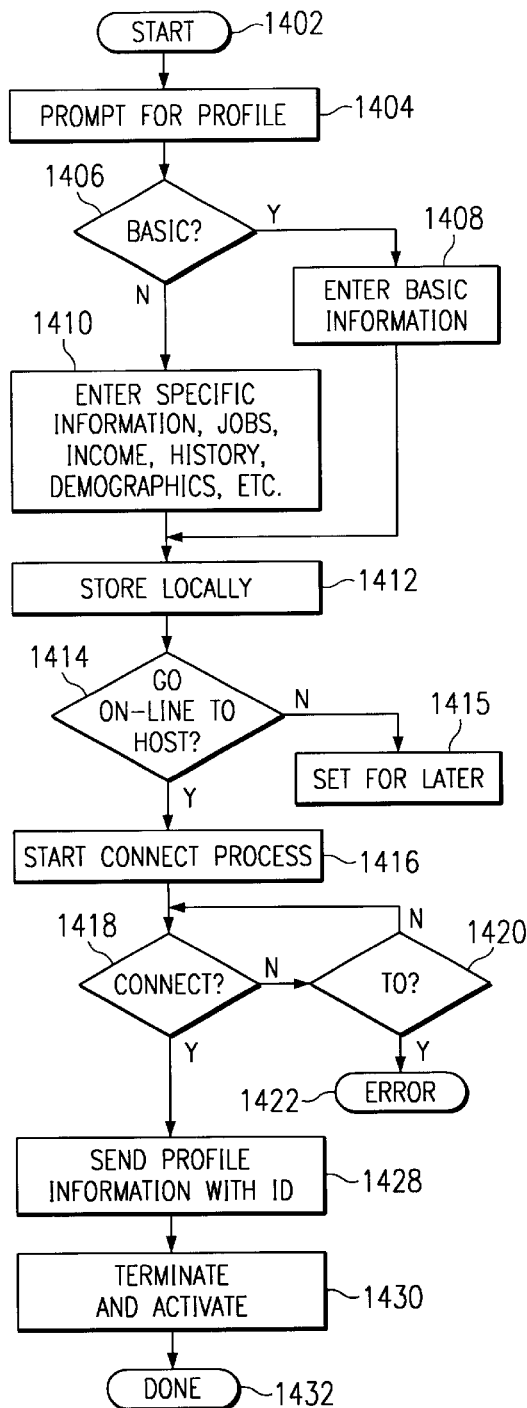 START
1402
PROMPT FOR PROFILE
1404
1406
BASIC?
Y
N
1408
ENTER BASIC
INFORMATION
1410
ENTER SPECIFIC
INFORMATION, JOBS,
INCOME, HISTORY,
DEMOGRAPHICS, ETC.
STORE LOCALLY
1412
1414
GO
ON-LINE TO
HOST?
N
Y
1415
SET FOR LATER
START CONNECT PROCESS
1416
1418
CONNECT?
N
Y
N
1420
TO?
Y
1422
ERROR
SEND PROFILE
INFORMATION WITH ID
1428
TERMINATE
AND ACTIVATE
1430
DONE
1432